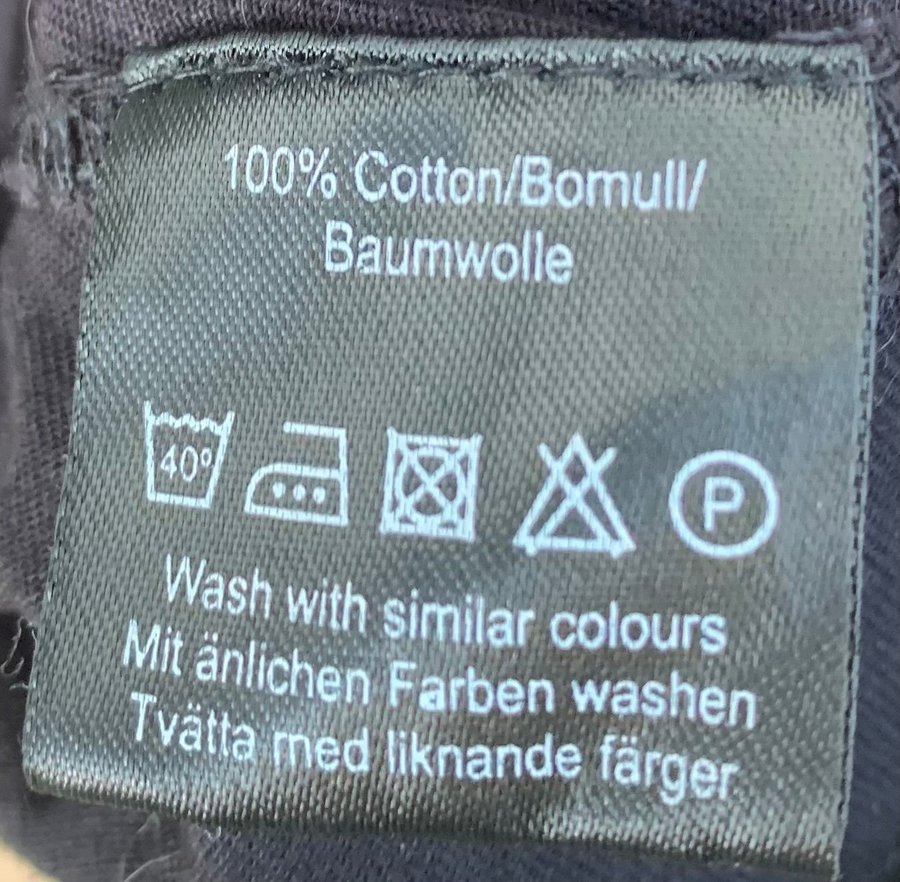 100% Cotton/Bomull/
Baumwolle
40° P
Wash with similar colours
Mit änlichen Farben washen
Tvätta med liknande färger